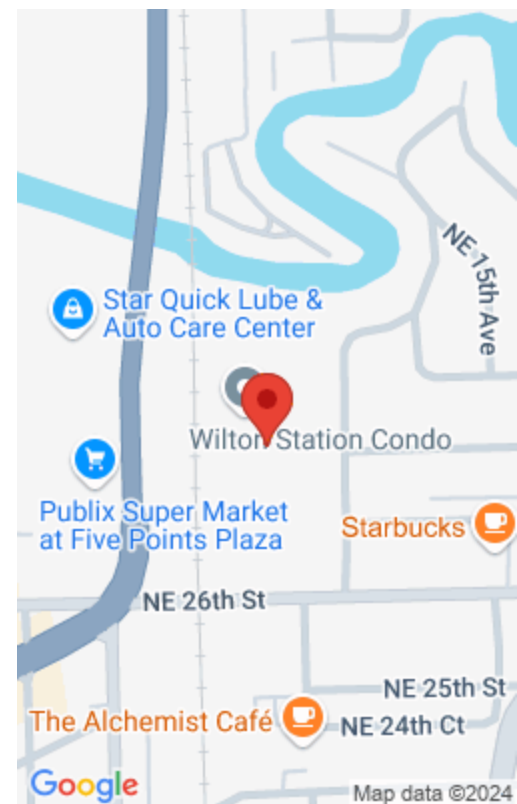 NE 15th Ave
Star Quick Lube &
Auto Care Center
Wilton Station Condo
Publix Super Market
at Five Points Plaza
Starbucks
NE 26th St
NE 25th St
The Alchemist Café
NE 24th Ct
Google
Map data ©2024